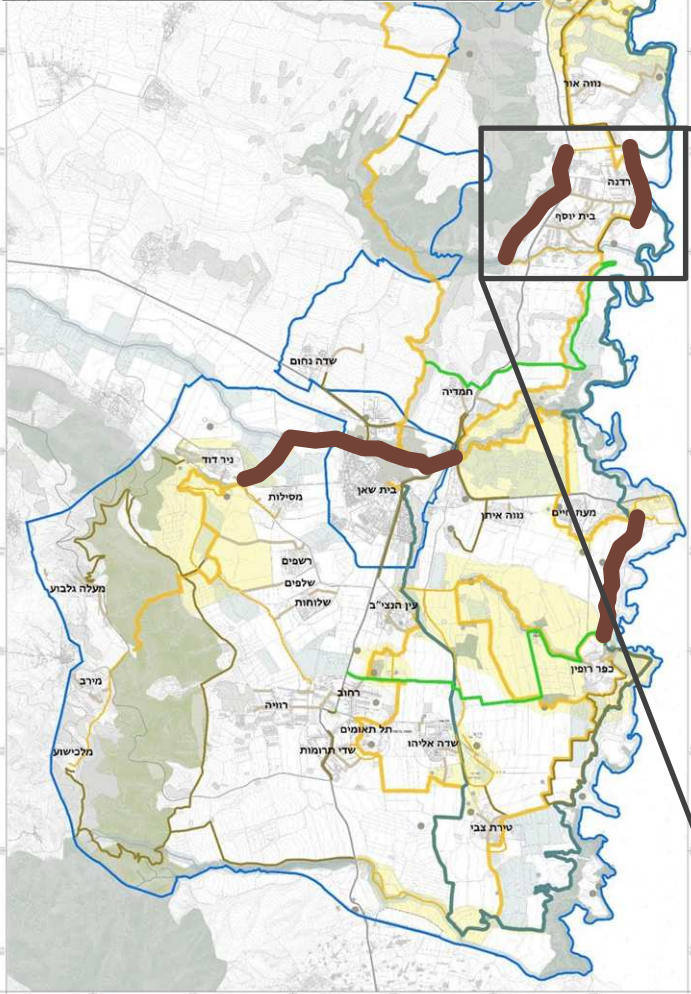 נווה אור
ירדנה
בית יוסף
שדה נחום
חמדיה
ניר דוד
בית שאן
מסילות
נווה איתן
מעוז חיים
רשפים
שלפים
שלוחות
מעלה גלבוע
עין הנצי"ב
כפר רופין
מירב
רחוב
רוויה
תל תאומים
שדה אליהו
שדי תרומות
מלכישוע
טירת צבי